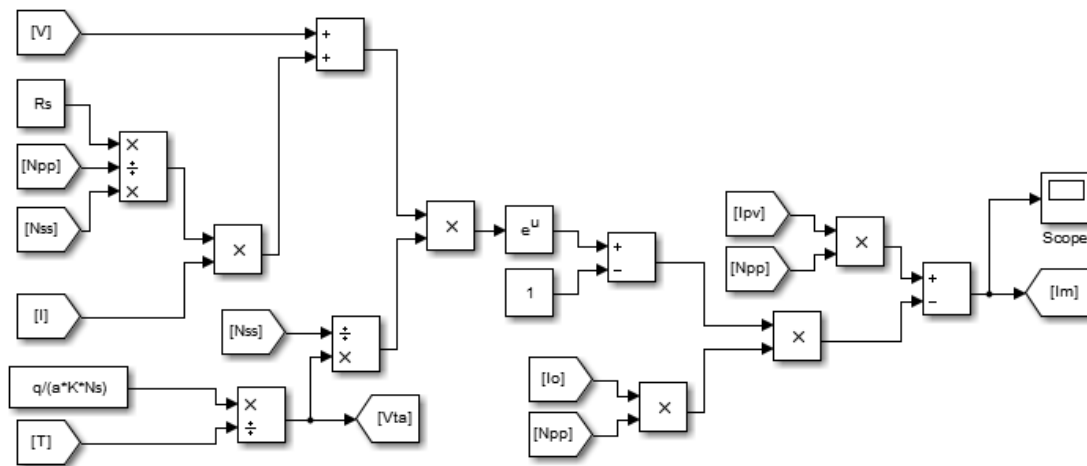 [V]
+
+
Rs
×
÷
×
[Npp]
[Nss]
×
[I]
[Nss]
÷
×
q/(a*K*Ns)
×
÷
[T]
[Vta]
×
e^u
+
−
1
[Ipv]
[Npp]
×
+
−
Scope
[Im]
×
[Io]
[Npp]
×